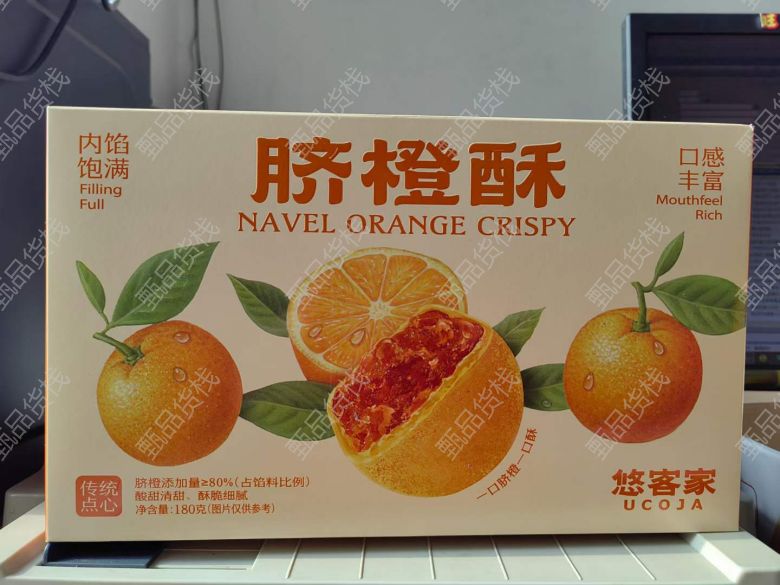 内馅
饱满
Filling
Full
脐橙酥
NAVEL ORANGE CRISPY
口感
丰富
Mouthfeel
Rich
一口脐橙一口酥
传统
点心
脐橙添加量≥80%(占馅料比例)
酸甜清甜、酥脆细腻
净含量:180克(图片仅供参考)
悠客家
UCOJA
甄品货栈